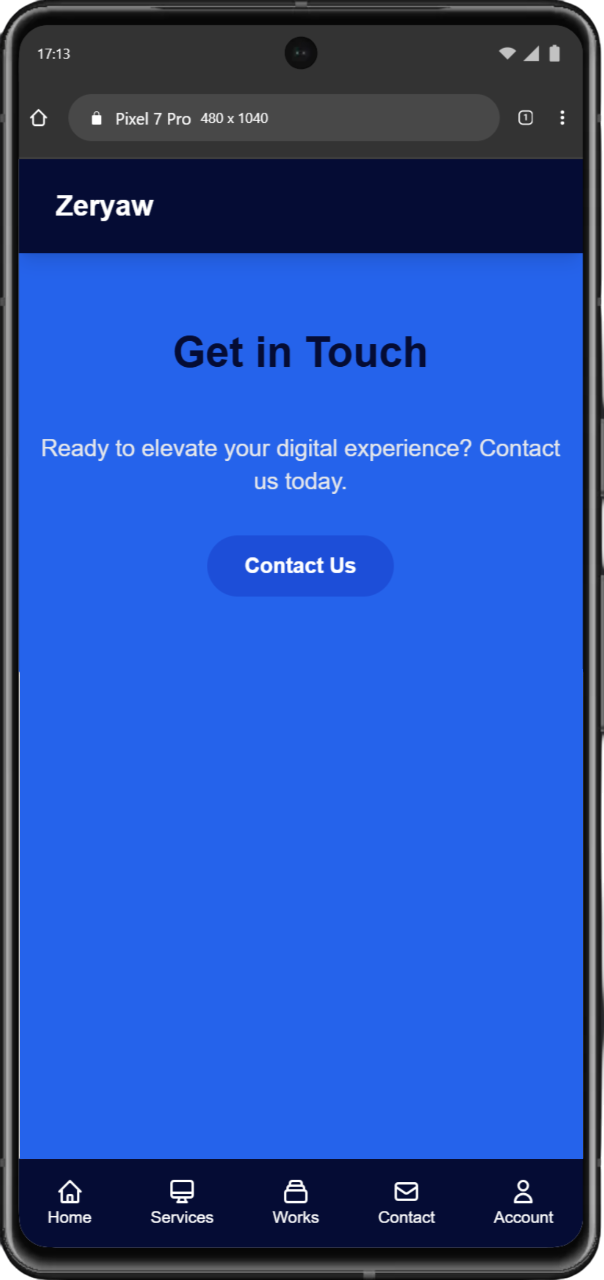 17:13
Pixel 7 Pro 480 x 1040
1
Zeryaw
Get in Touch
Ready to elevate your digital experience? Contact
us today.
Contact Us
Home Services Works Contact Account